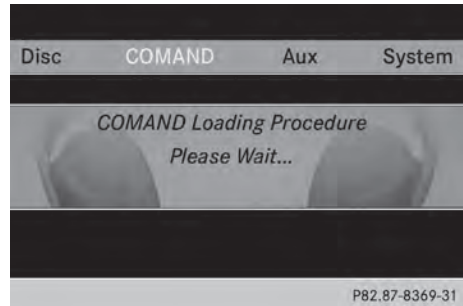 Disc COMAND Aux System
COMAND Loading Procedure
Please Wait...
P82.87-8369-31